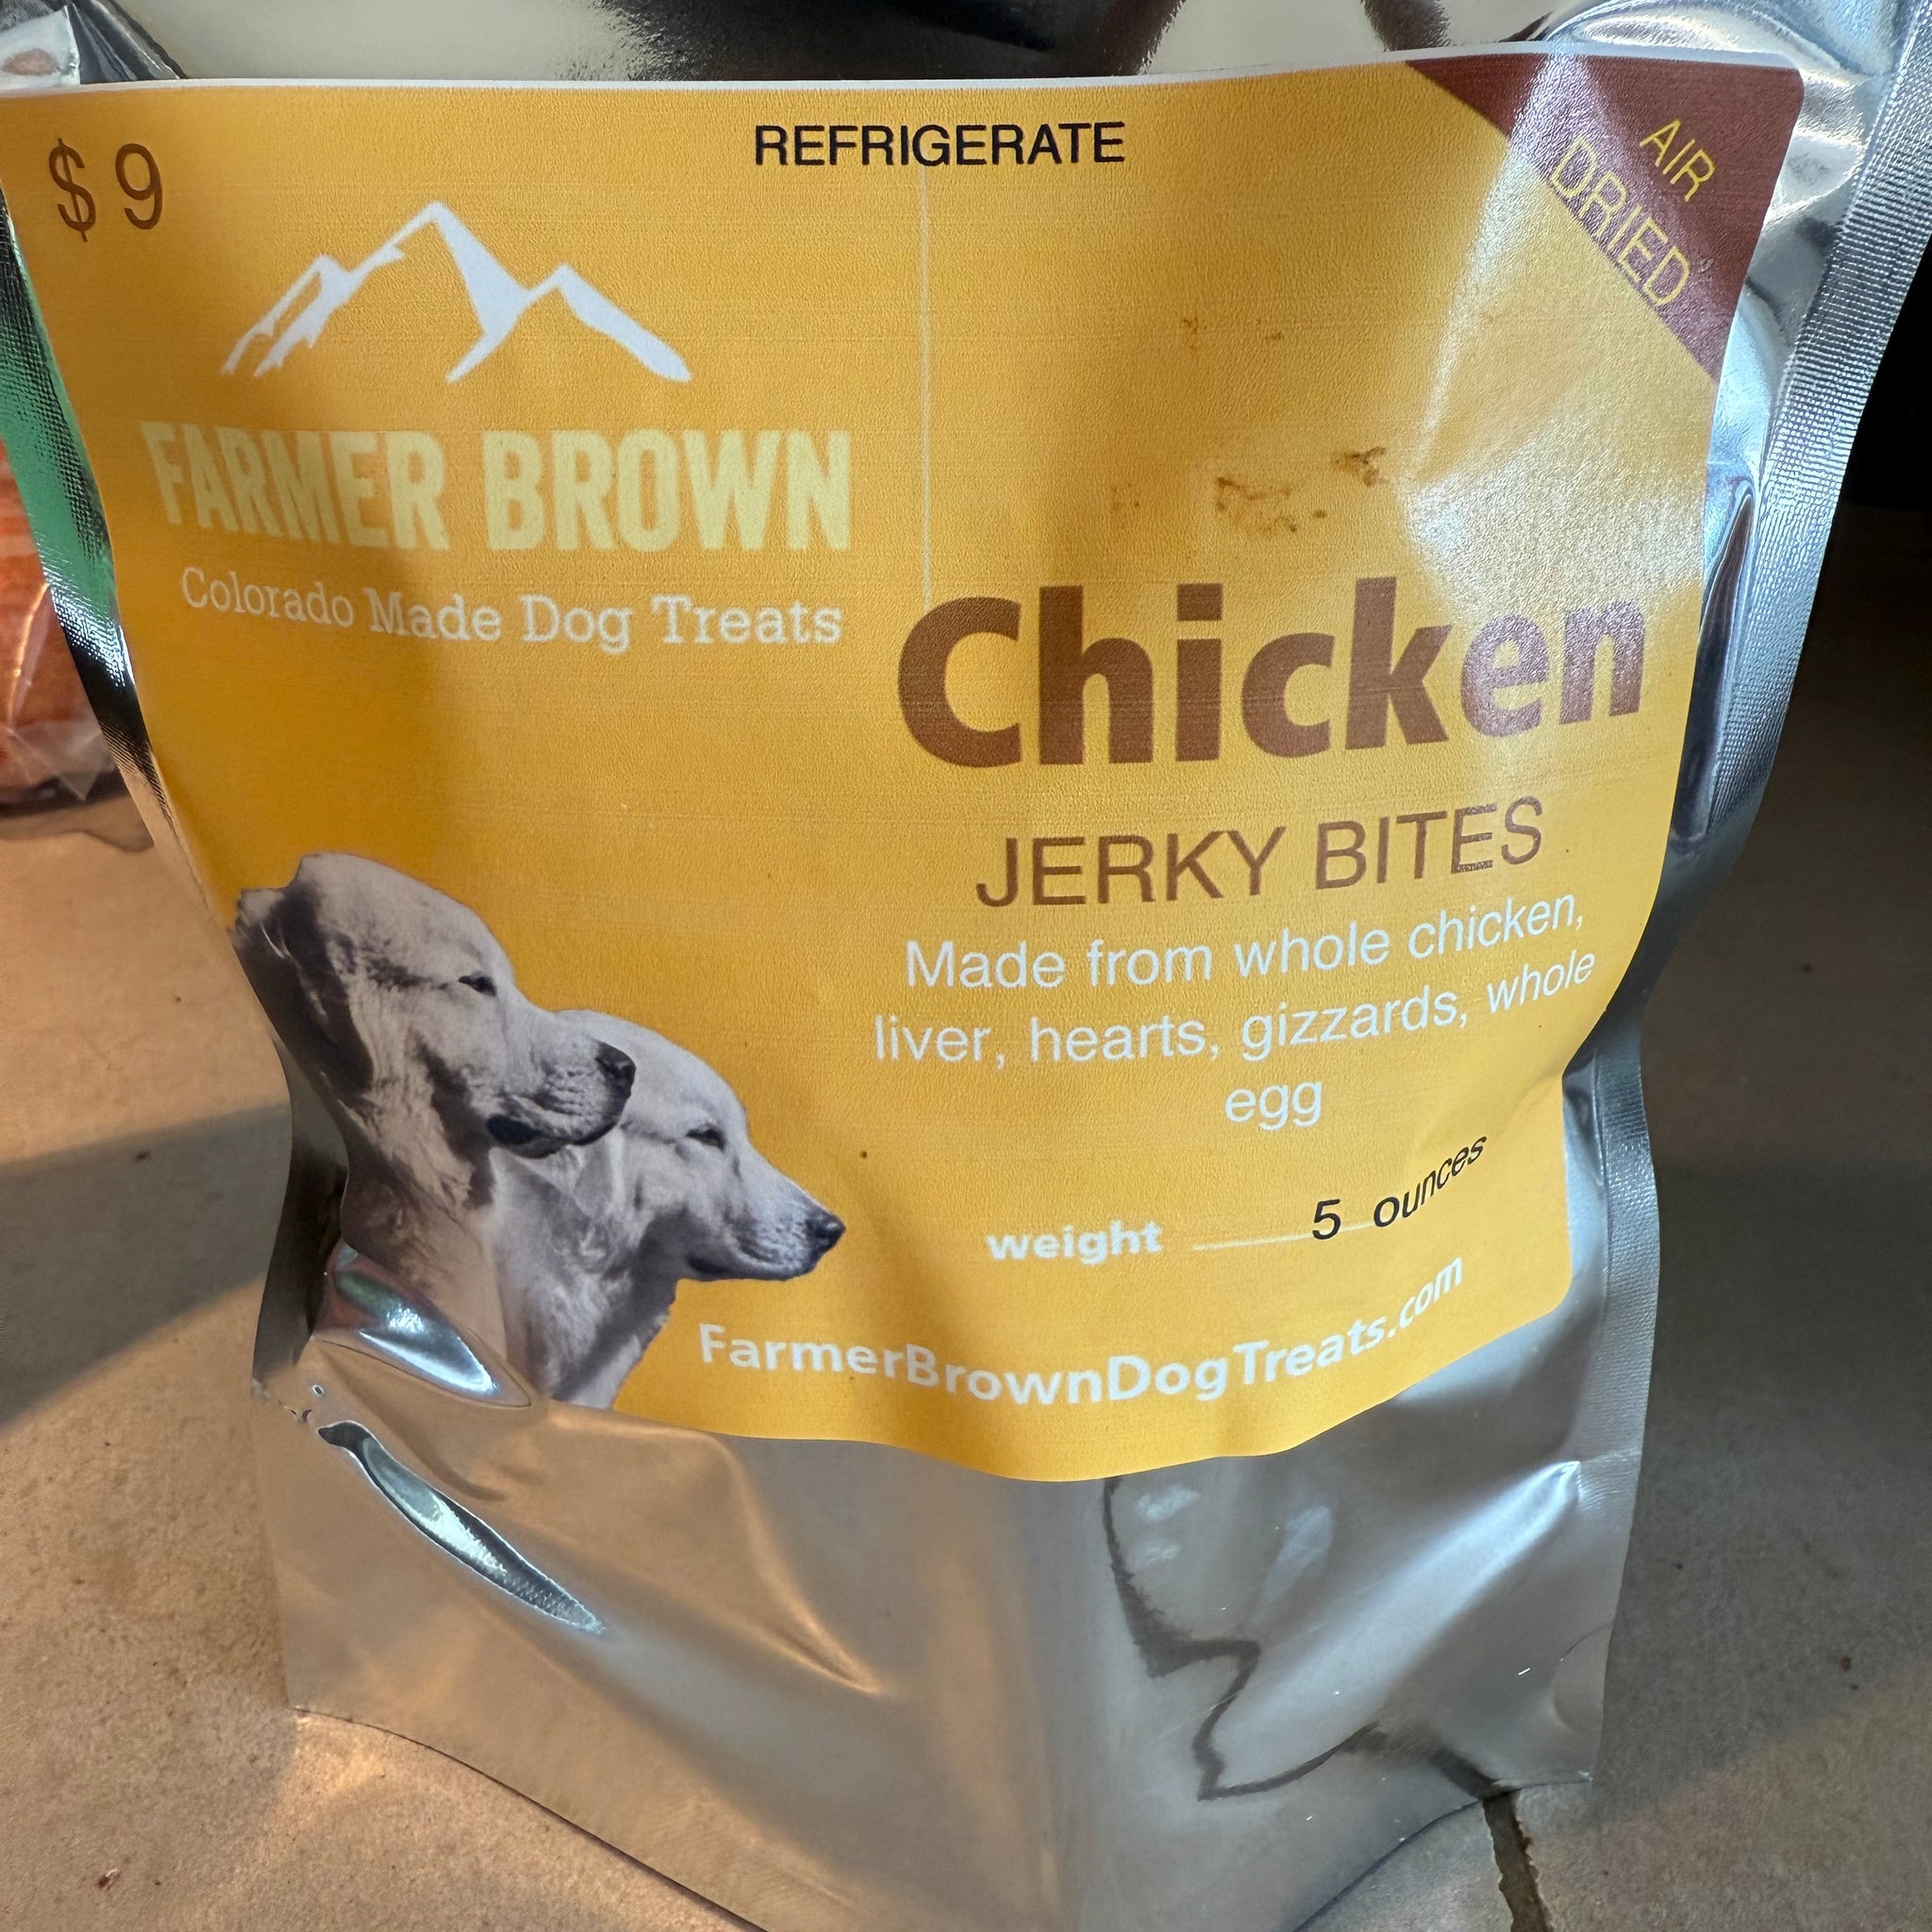 $9
REFRIGERATE
AIR
DRIED
FARMER BROWN
Colorado Made Dog Treats
Chicken
JERKY BITES
Made from whole chicken,
liver, hearts, gizzards, whole
egg
weight 5 ounces
FarmerBrownDogTreats.com